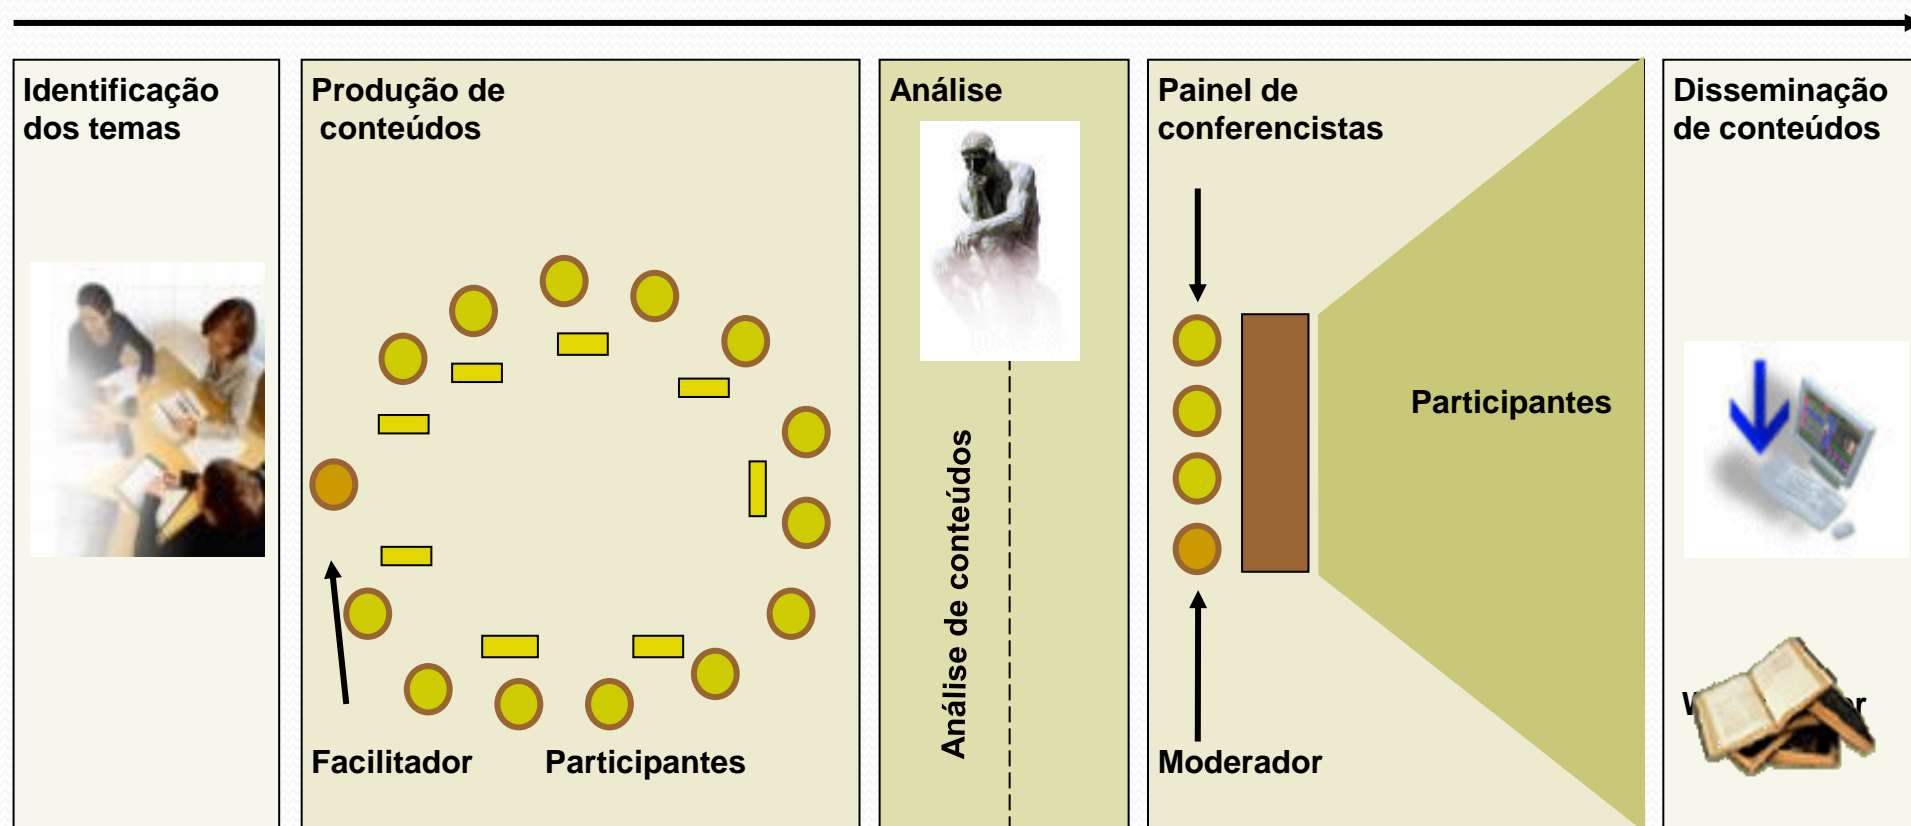 Identificação
dos temas
Produção de
conteúdos
Facilitador
Participantes
Análise
Análise de conteúdos
Painel de
conferencistas
Participantes
Moderador
Disseminação
de conteúdos